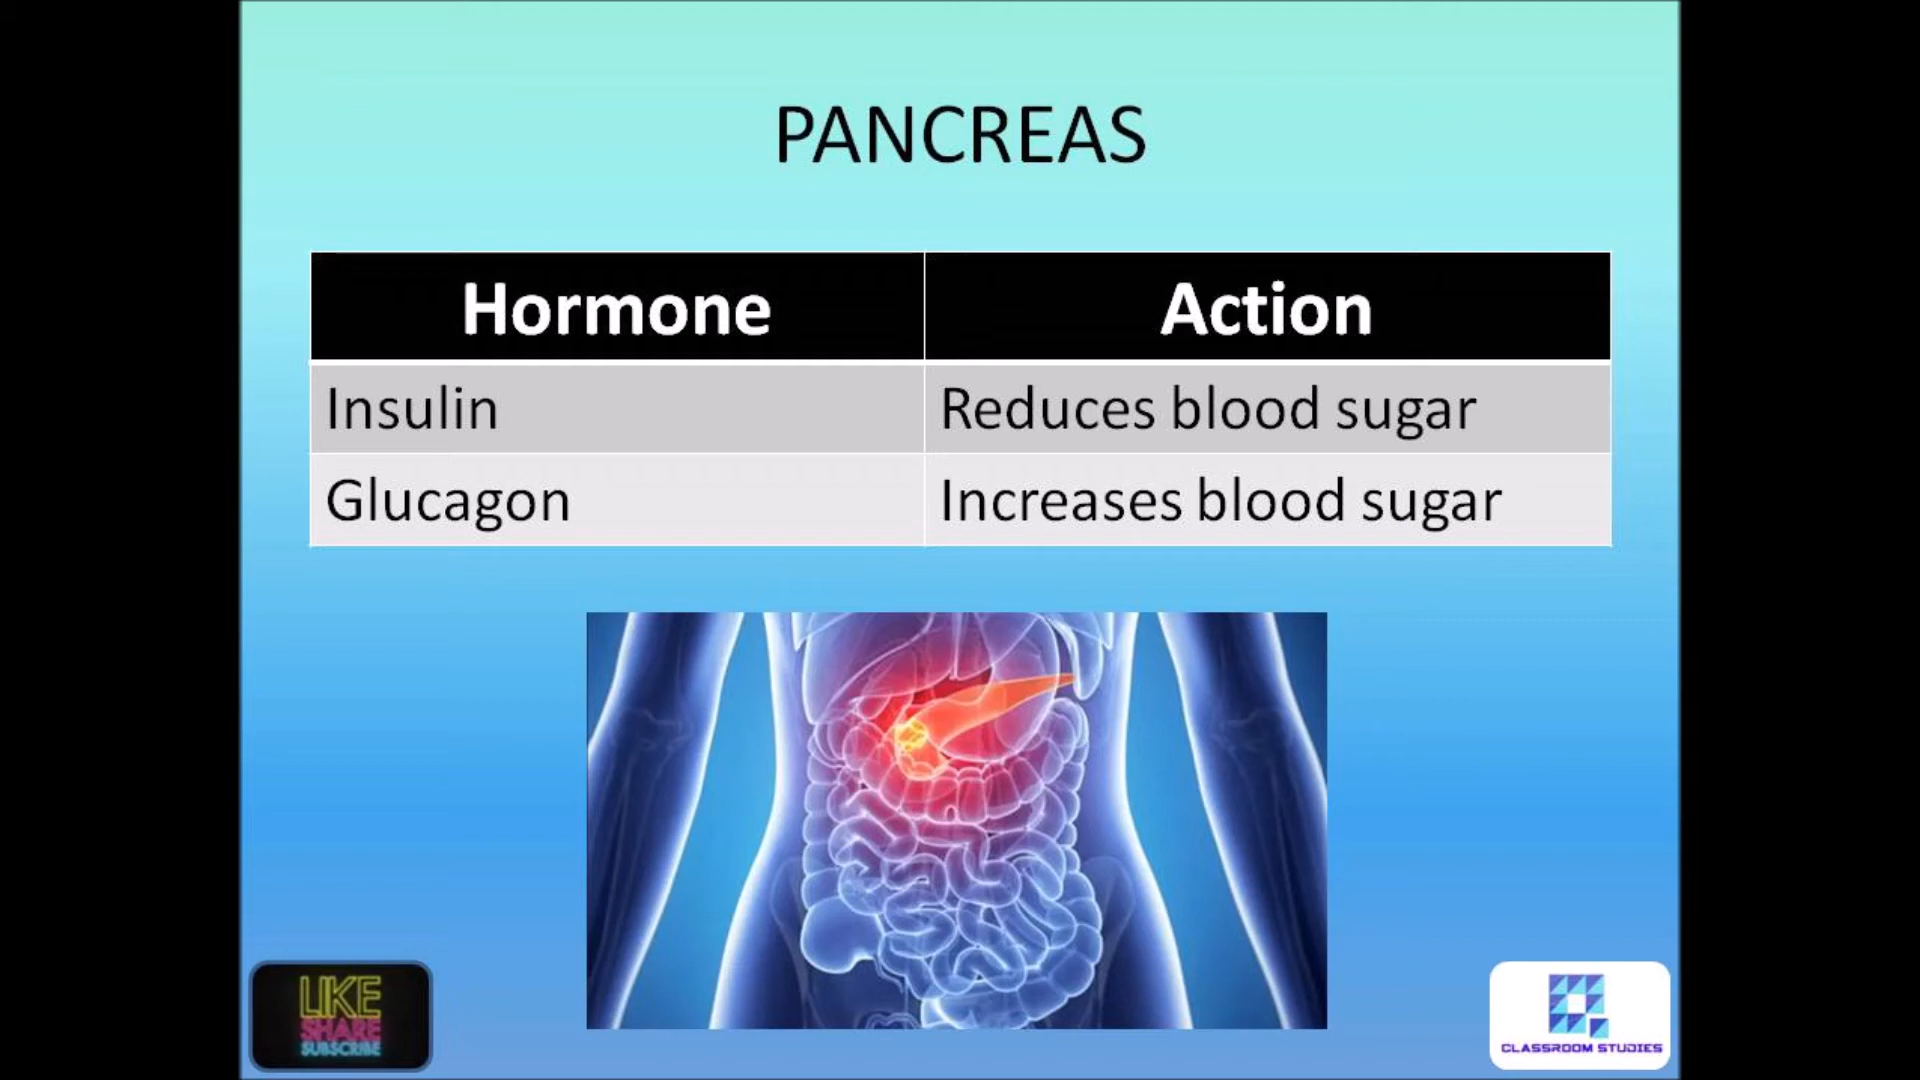 PANCREAS
Hormone Action
Insulin Reduces blood sugar
Glucagon Increases blood sugar
LIKE
SHARE
SUBSCRIBE
CLASSROOM STUDIES